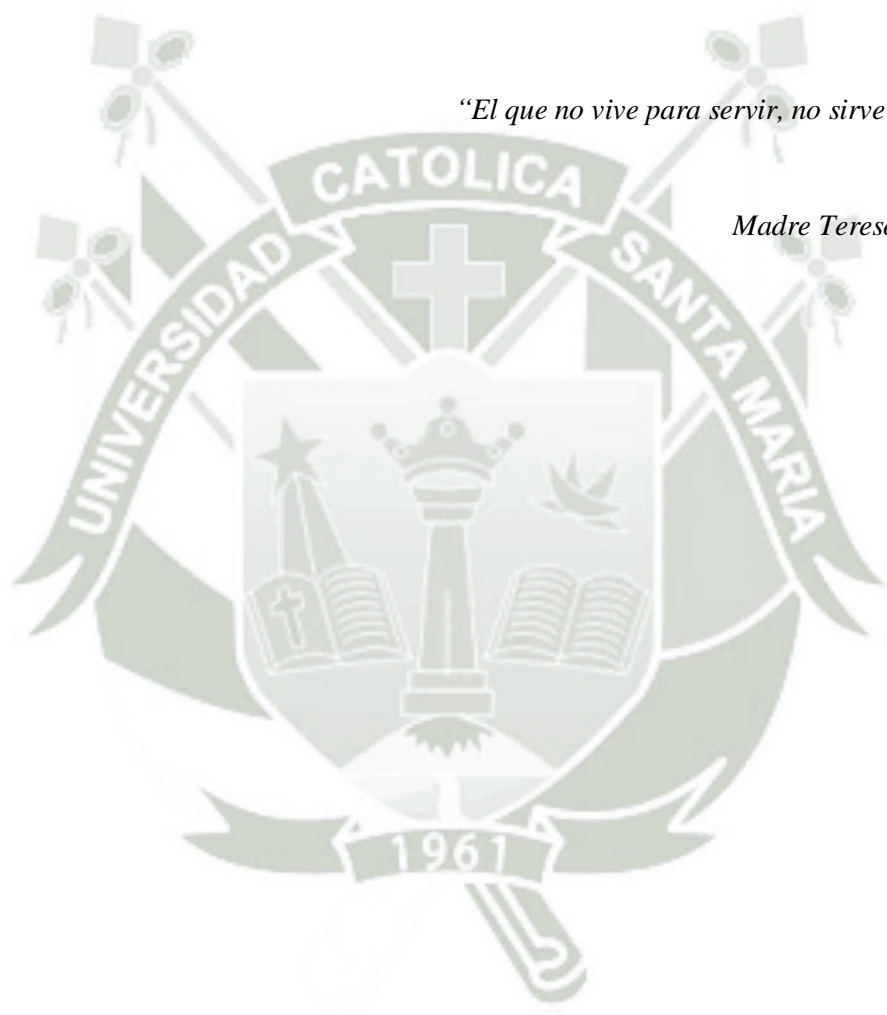 “El que no vive para servir, no sirve
Madre Teres
CATOLICA
UNIVERSIDAD
SANTA MARIA
1961